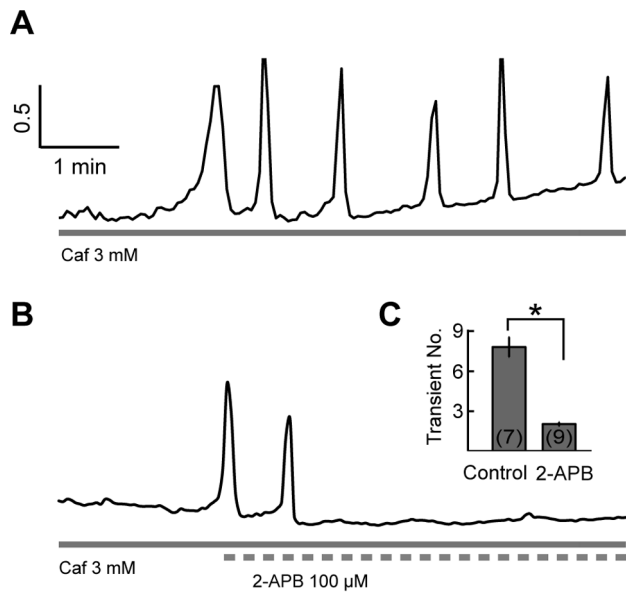 A
0.5
1 min
Caf 3 mM
B
C
*
Transient No.
9
6
3
(7) (9)
Control 2-APB
Caf 3 mM
2-APB 100 µM